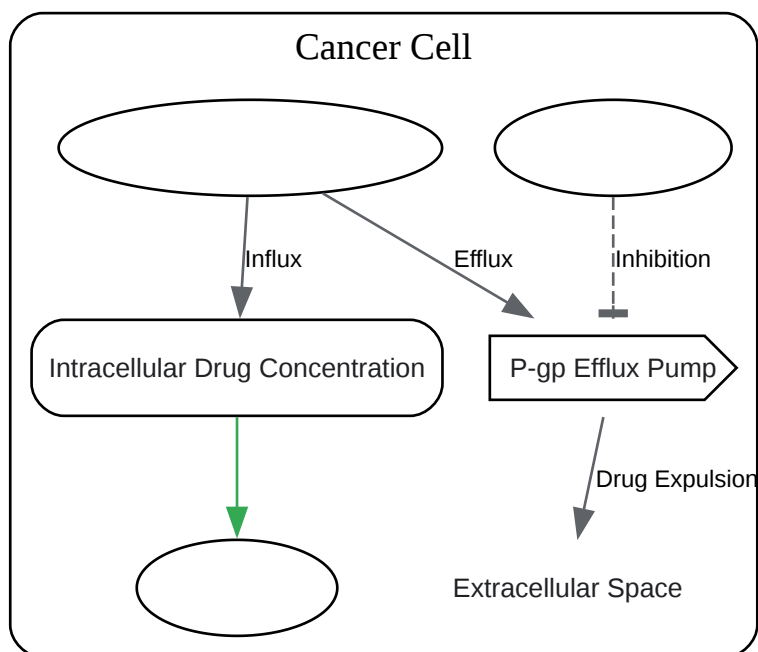 Cancer Cell
Influx
Efflux
Inhibition
Intracellular Drug Concentration
P-gp Efflux Pump
Drug Expulsion
Extracellular Space